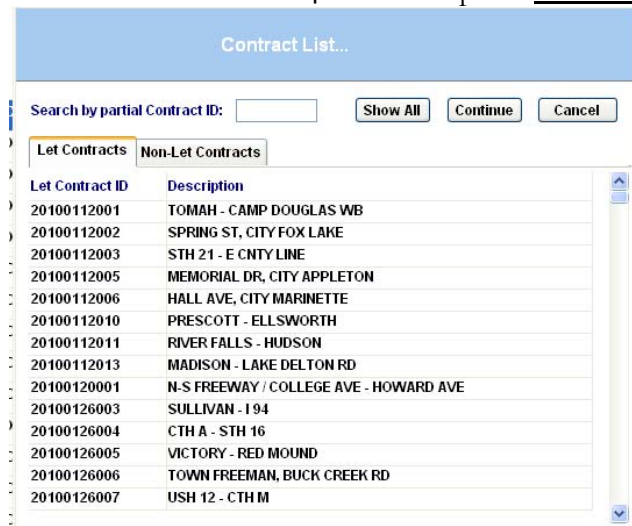 Contract List...
Search by partial Contract ID: Show All Continue Cancel
Let Contracts Non-Let Contracts
Let Contract ID Description
20100112001 TOMAH - CAMP DOUGLAS WB
20100112002 SPRING ST, CITY FOX LAKE
20100112003 STH 21 - E CNTY LINE
20100112005 MEMORIAL DR, CITY APPLETON
20100112006 HALL AVE, CITY MARINETTE
20100112010 PRESCOTT - ELLSWORTH
20100112011 RIVER FALLS - HUDSON
20100112013 MADISON - LAKE DELTON RD
20100120001 N-S FREEWAY / COLLEGE AVE - HOWARD AVE
20100126003 SULLIVAN - I 94
20100126004 CTH A - STH 16
20100126005 VICTORY - RED MOUND
20100126006 TOWN FREEMAN, BUCK CREEK RD
20100126007 USH 12 - CTH M